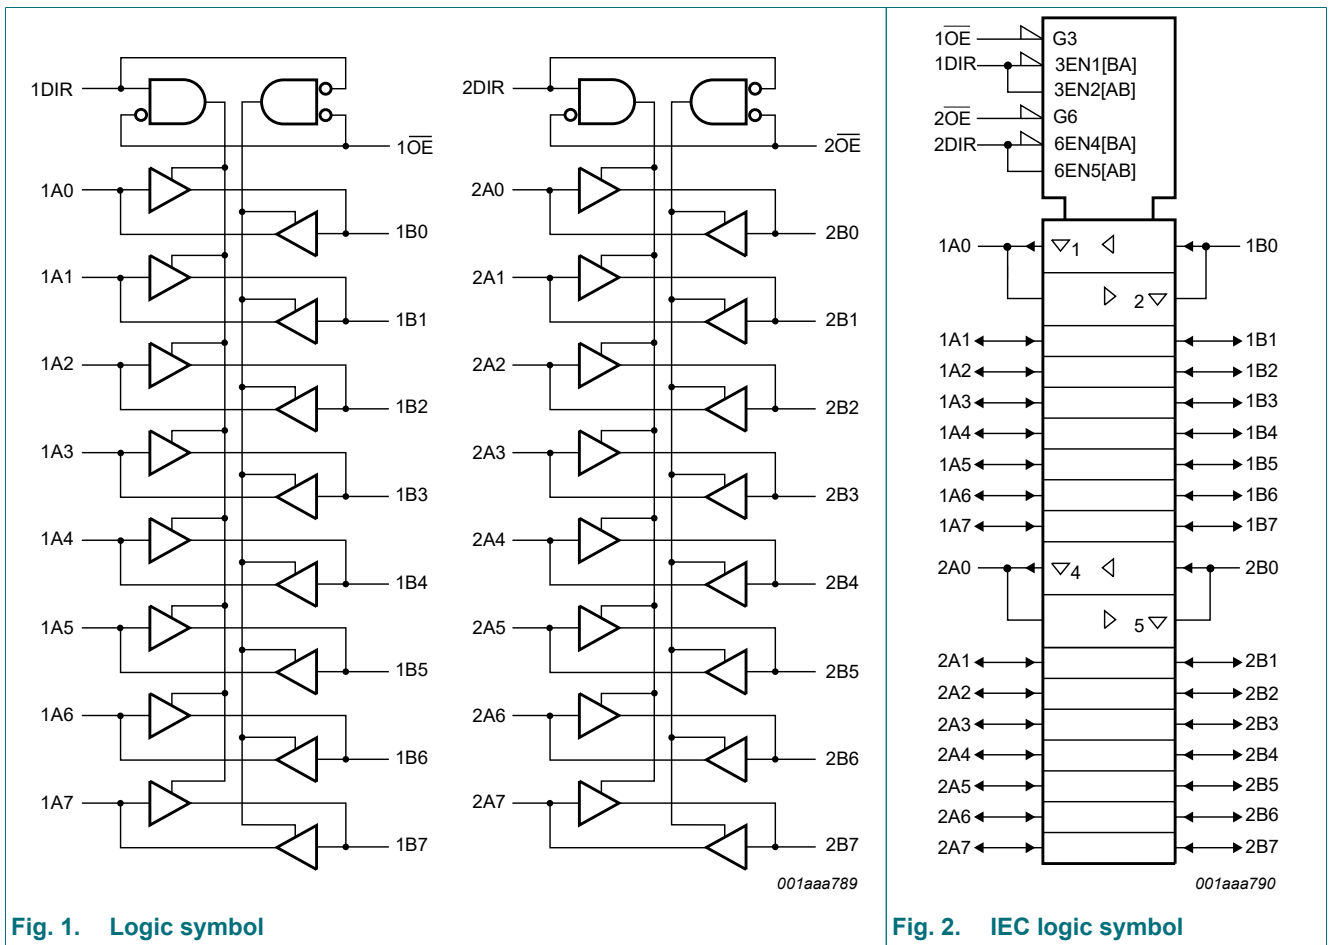 1DIR
1O̅E̅
1A0
1B0
1A1
1B1
1A2
1B2
1A3
1B3
1A4
1B4
1A5
1B5
1A6
1B6
1A7
1B7
2DIR
2O̅E̅
2A0
2B0
2A1
2B1
2A2
2B2
2A3
2B3
2A4
2B4
2A5
2B5
2A6
2B6
2A7
2B7
001aaa789
Fig. 1. Logic symbol
1O̅E̅ G3
1DIR 3EN1[BA]
3EN2[AB]
2O̅E̅ G6
2DIR 6EN4[BA]
6EN5[AB]
1A0 ▽1 ◁ 1B0
▷ 2▽
1A1 1B1
1A2 1B2
1A3 1B3
1A4 1B4
1A5 1B5
1A6 1B6
1A7 1B7
2A0 ▽4 ◁ 2B0
▷ 5▽
2A1 2B1
2A2 2B2
2A3 2B3
2A4 2B4
2A5 2B5
2A6 2B6
2A7 2B7
001aaa790
Fig. 2. IEC logic symbol